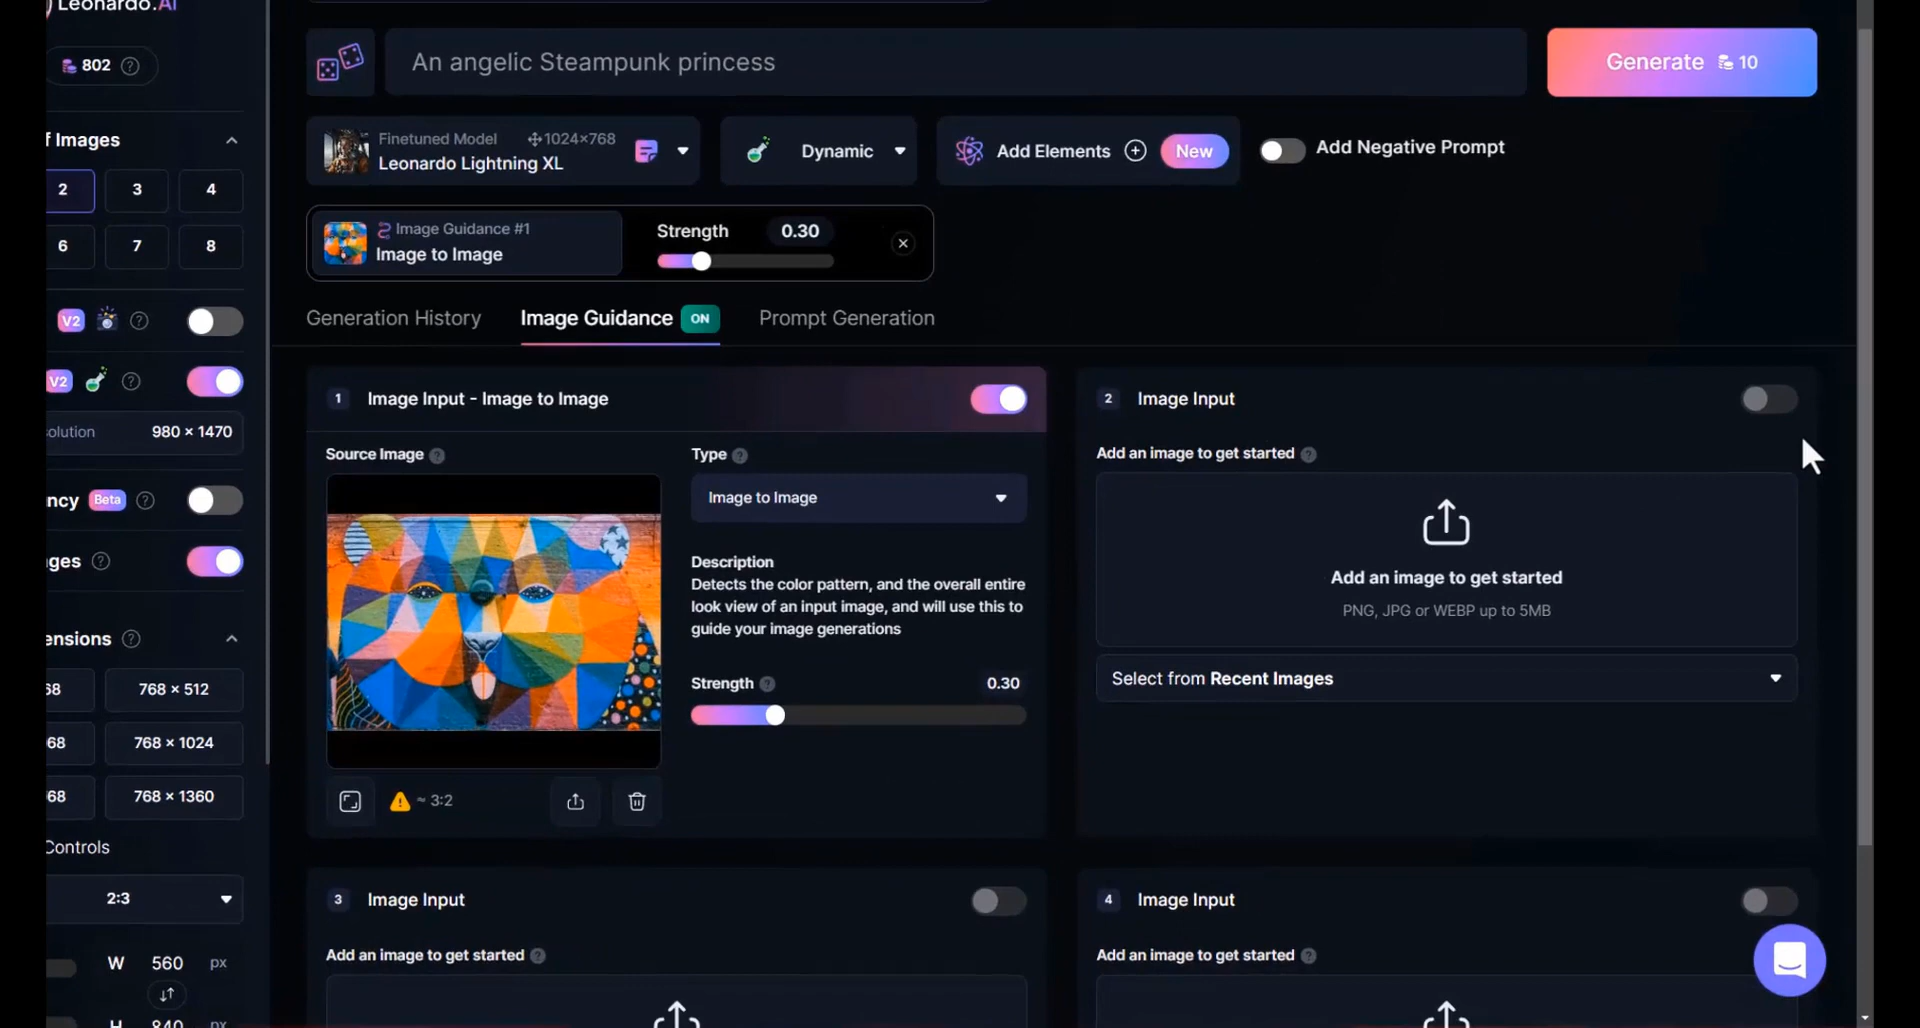 Leonardo.AI
802
An angelic Steampunk princess
Generate 10
f Images
Finetuned Model 1024×768
Leonardo Lightning XL
Dynamic
Add Elements
New
Add Negative Prompt
2
3
4
6
7
8
Image Guidance #1
Image to Image
Strength 0.30
V2
Generation History
Image Guidance ON
Prompt Generation
V2
solution 980 × 1470
ncy Beta
ges
ensions
68
768 × 512
68
768 × 1024
68
768 × 1360
Controls
2:3
W 560 px
H 840 px
1 Image Input - Image to Image
Source Image
Type
Image to Image
Description
Detects the color pattern, and the overall entire
look view of an input image, and will use this to
guide your image generations
Strength 0.30
≈ 3:2
2 Image Input
Add an image to get started
Add an image to get started
PNG, JPG or WEBP up to 5MB
Select from Recent Images
3 Image Input
Add an image to get started
4 Image Input
Add an image to get started